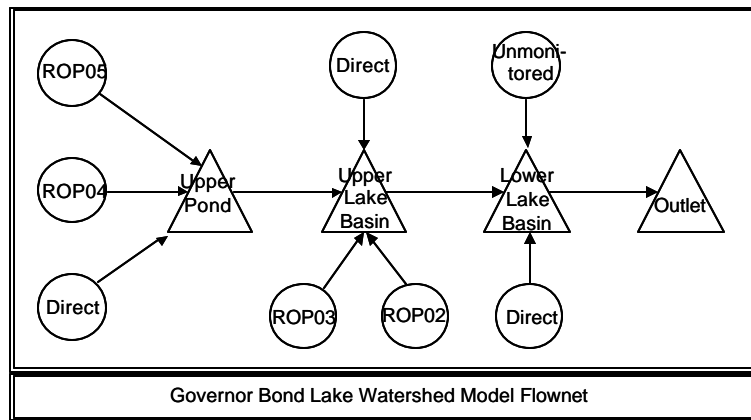 ROP05
Direct
Unmoni-
tored
ROP04
Upper
Pond
Upper
Lake
Basin
Lower
Lake
Basin
Outlet
Direct
ROP03
ROP02
Direct
Governor Bond Lake Watershed Model Flownet